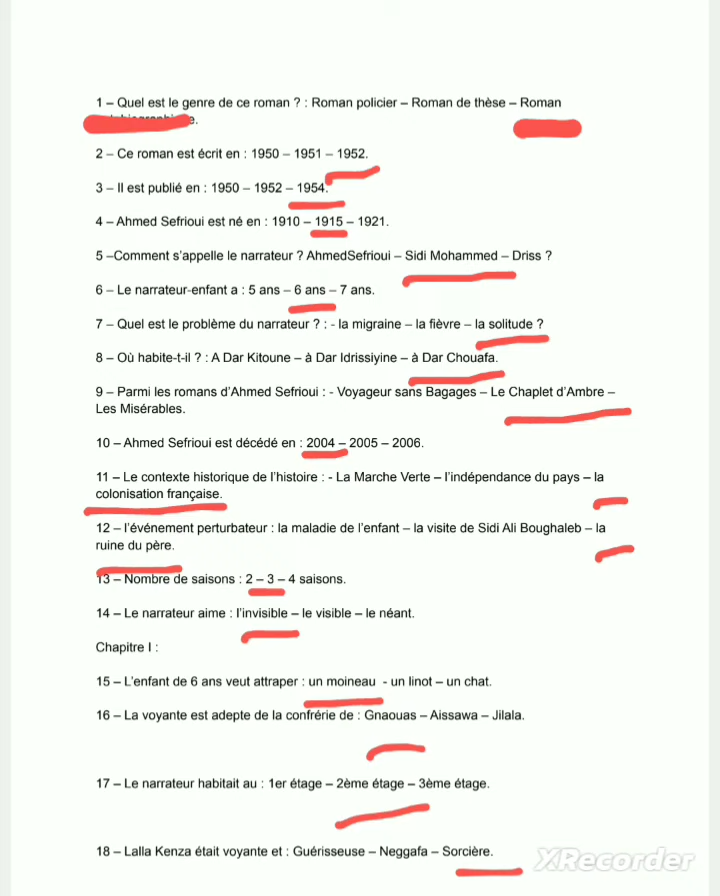 1 – Quel est le genre de ce roman ? : Roman policier – Roman de thèse – Roman
2 – Ce roman est écrit en : 1950 – 1951 – 1952.
3 – Il est publié en : 1950 – 1952 – 1954.
4 – Ahmed Sefrioui est né en : 1910 – 1915 – 1921.
5 –Comment s'appelle le narrateur ? AhmedSefrioui – Sidi Mohammed – Driss ?
6 – Le narrateur-enfant a : 5 ans – 6 ans – 7 ans.
7 – Quel est le problème du narrateur ? : - la migraine – la fièvre – la solitude ?
8 – Où habite-t-il ? : A Dar Kitoune – à Dar Idrissiyine – à Dar Chouafa.
9 – Parmi les romans d'Ahmed Sefrioui : - Voyageur sans Bagages – Le Chaplet d'Ambre –
Les Misérables.
10 – Ahmed Sefrioui est décédé en : 2004 – 2005 – 2006.
11 – Le contexte historique de l'histoire : - La Marche Verte – l'indépendance du pays – la
colonisation française.
12 – l'événement perturbateur : la maladie de l'enfant – la visite de Sidi Ali Boughaleb – la
ruine du père.
13 – Nombre de saisons : 2 – 3 – 4 saisons.
14 – Le narrateur aime : l'invisible – le visible – le néant.
Chapitre I :
15 – L'enfant de 6 ans veut attraper : un moineau - un linot – un chat.
16 – La voyante est adepte de la confrérie de : Gnaouas – Aissawa – Jilala.
17 – Le narrateur habitait au : 1er étage – 2ème étage – 3ème étage.
18 – Lalla Kenza était voyante et : Guérisseuse – Neggafa – Sorcière.
XRecorder